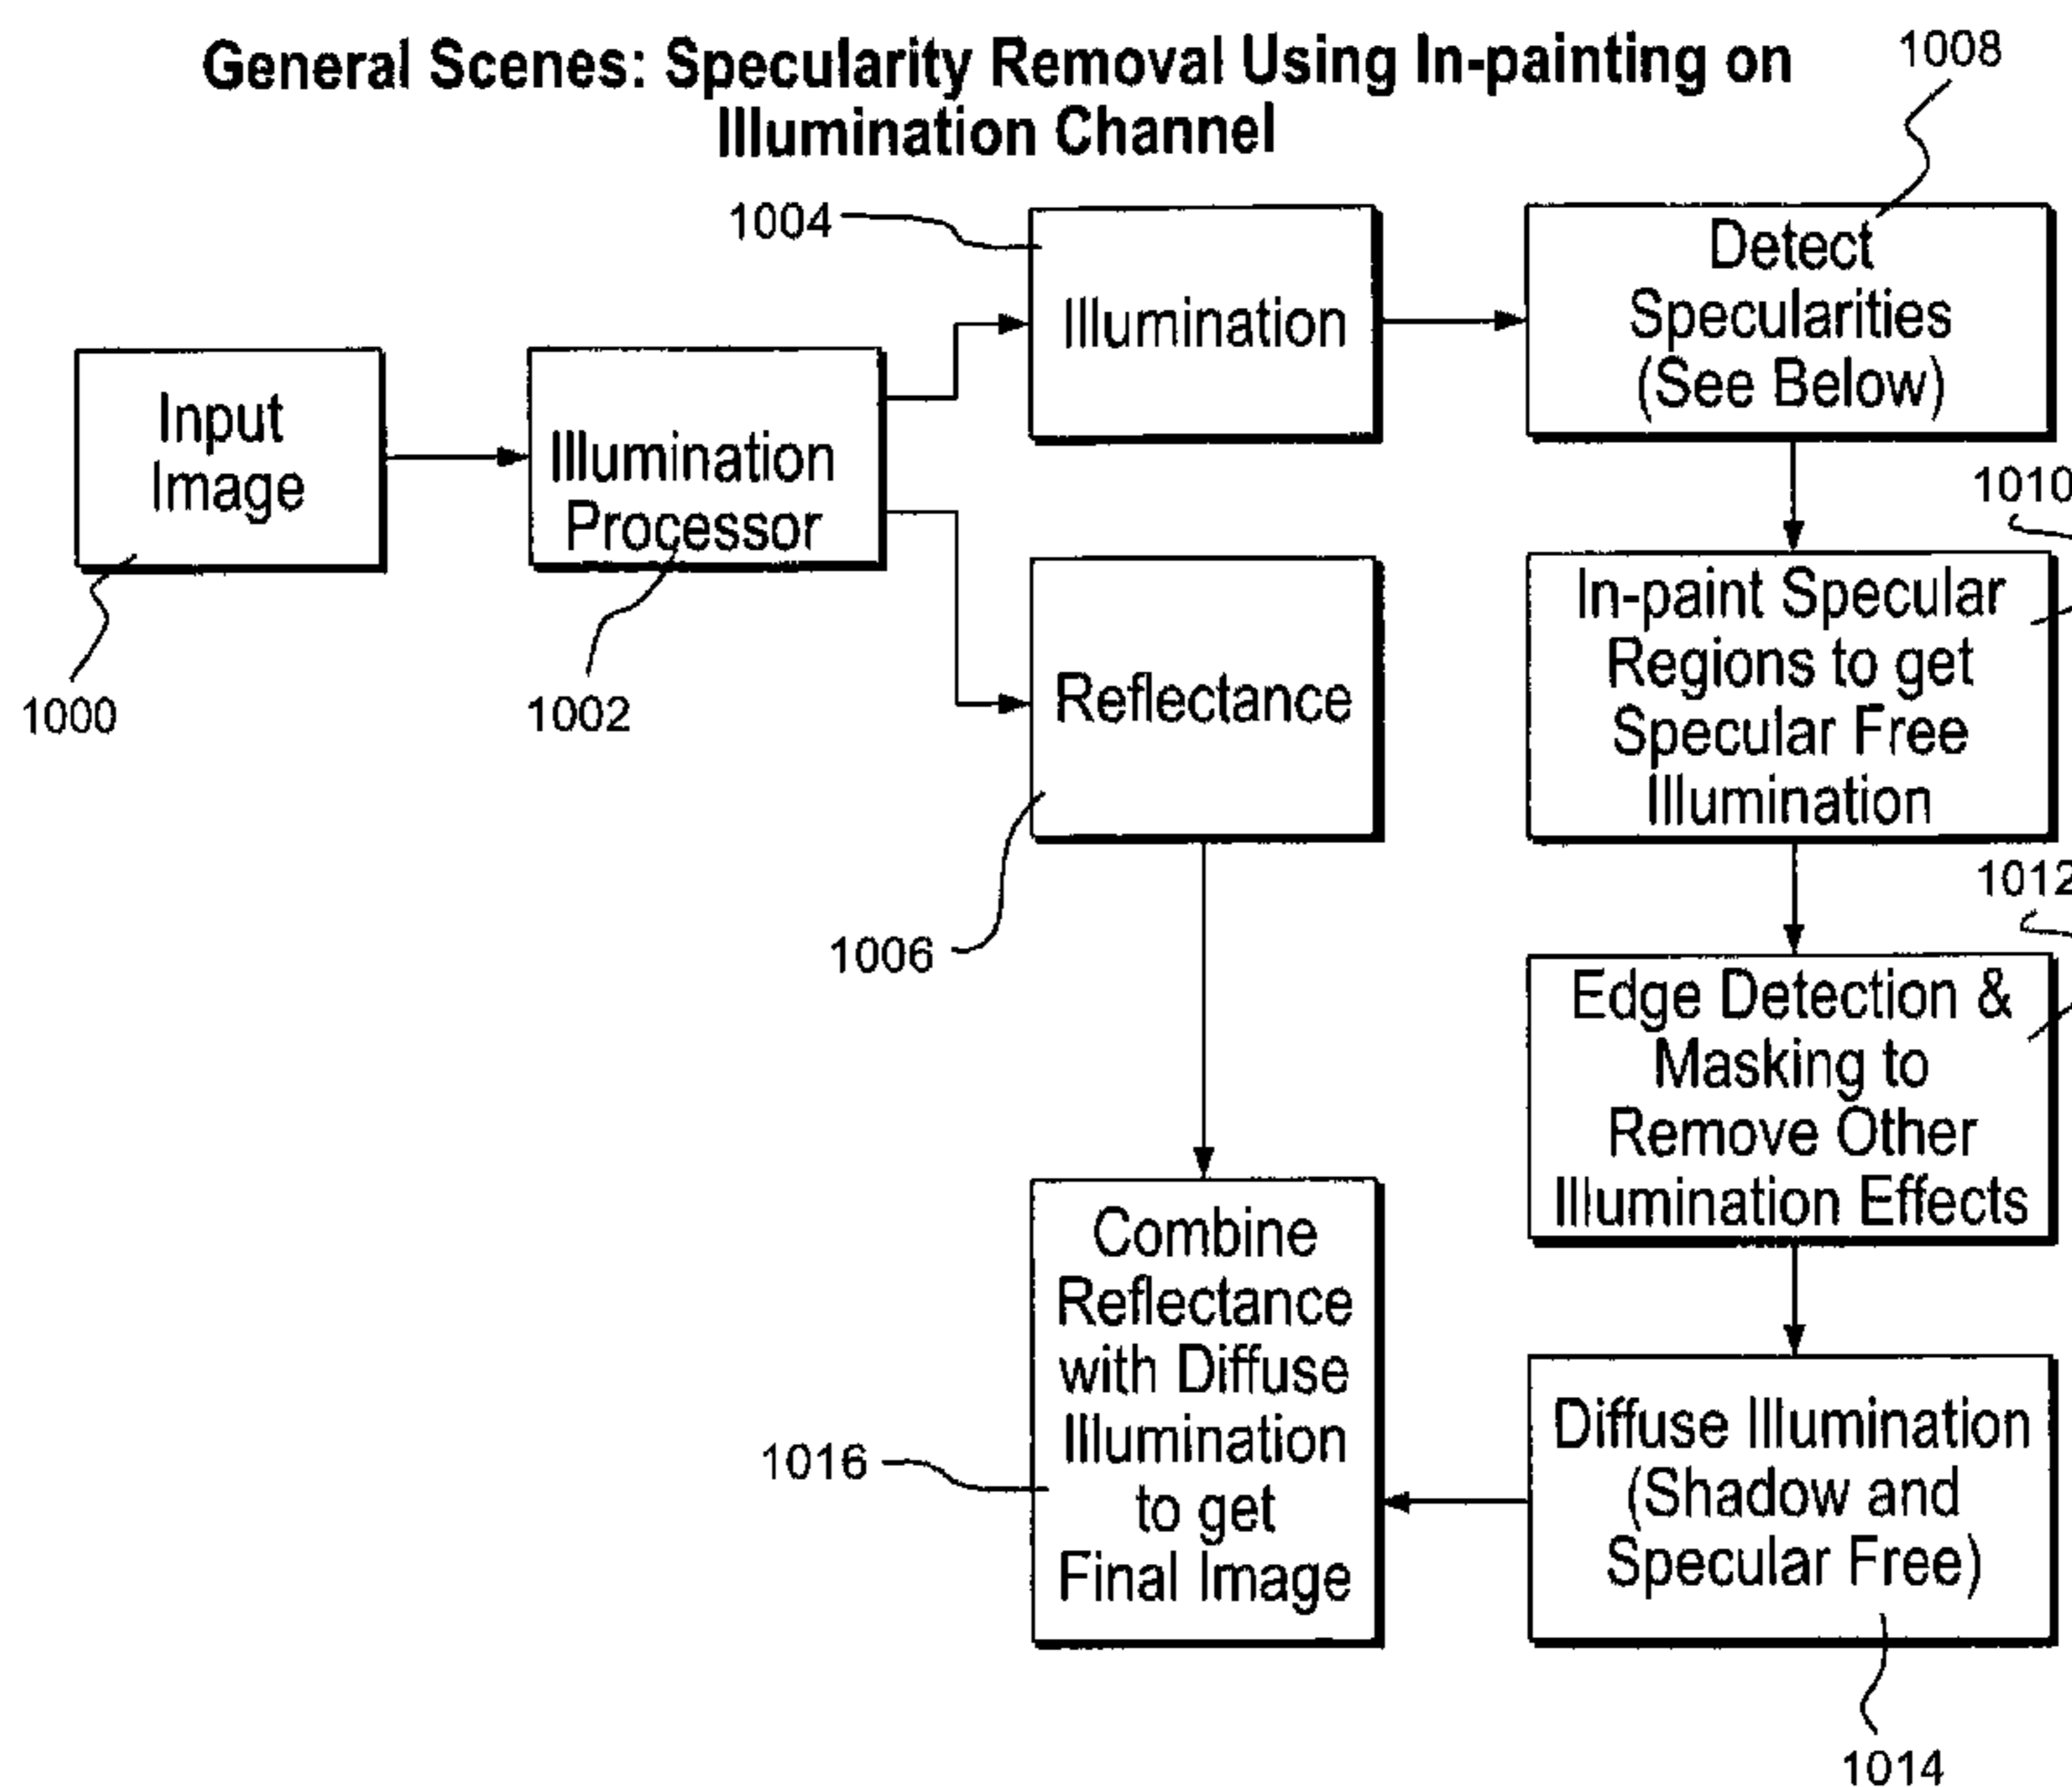 General Scenes: Specularity Removal Using In-painting on
Illumination Channel
1008
1004
Illumination
Detect
Specularities
(See Below)
Input
Image
Illumination
Processor
1010
1000
1002
Reflectance
In-paint Specular
Regions to get
Specular Free
Illumination
1012
1006
Edge Detection &
Masking to
Remove Other
Illumination Effects
Combine
Reflectance
with Diffuse
Illumination
to get
Final Image
1016
Diffuse Illumination
(Shadow and
Specular Free)
1014